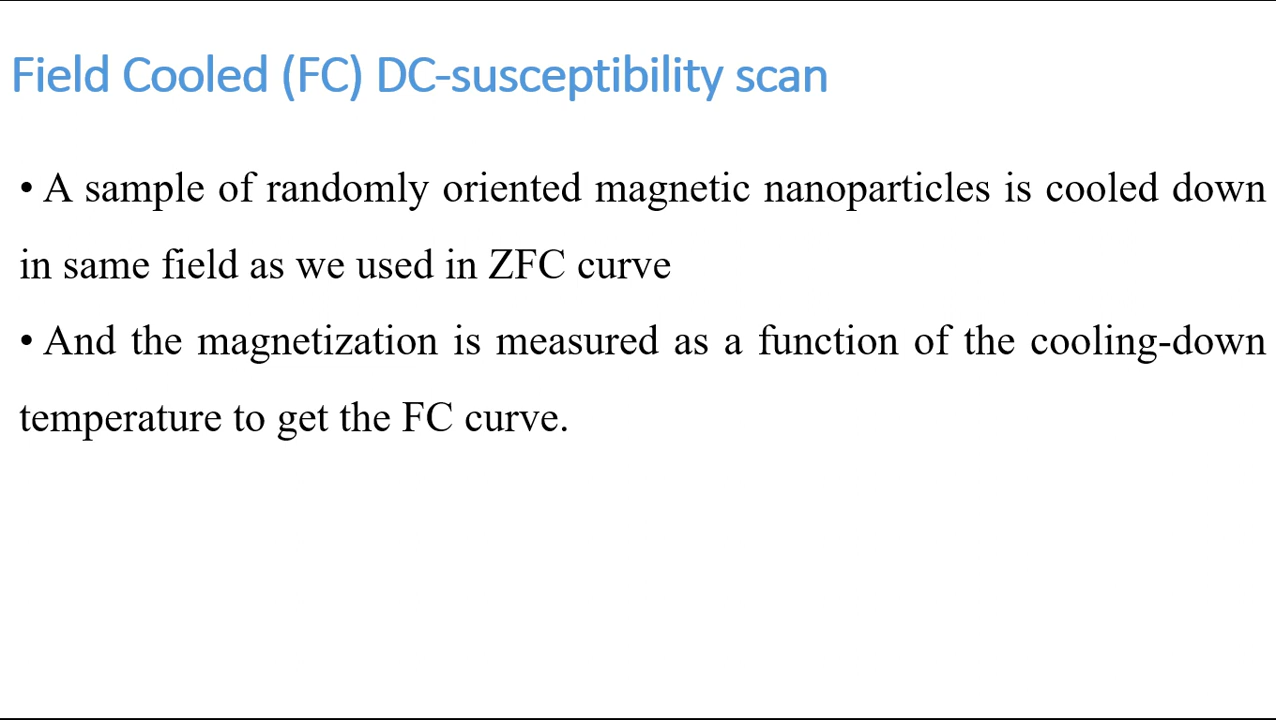 Field Cooled (FC) DC-susceptibility scan
• A sample of randomly oriented magnetic nanoparticles is cooled down
in same field as we used in ZFC curve
• And the magnetization is measured as a function of the cooling-down
temperature to get the FC curve.